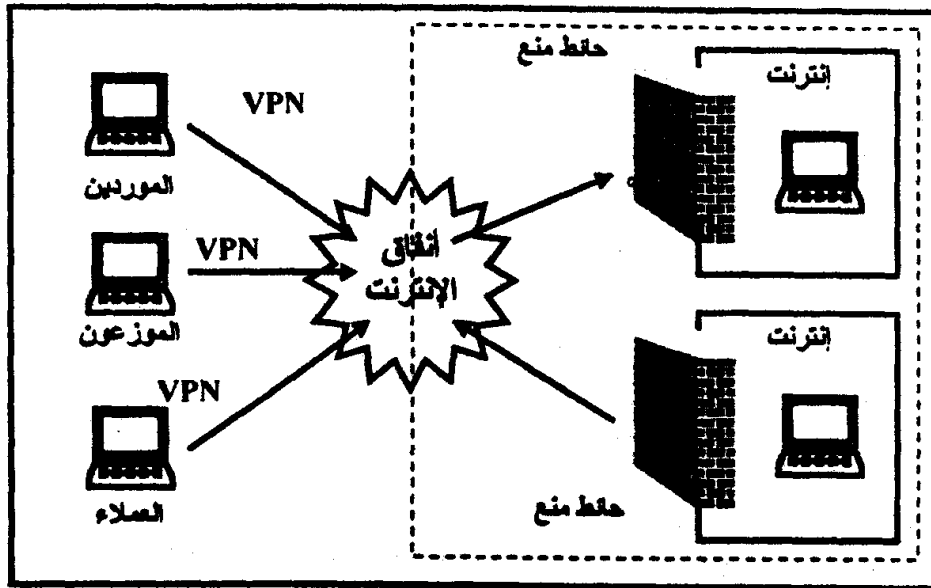 حائط منع
إنترنت
VPN
الموردين
VPN
أنفاق
الإنترنت
الموزعون
إنترنت
VPN
العملاء
حائط منع